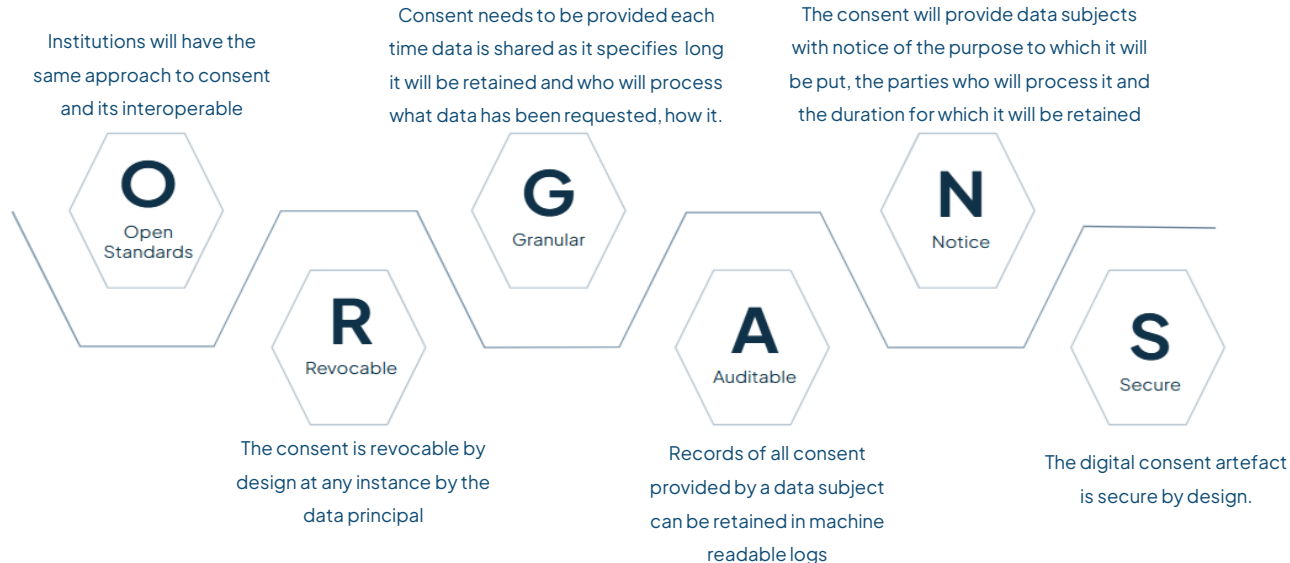 Institutions will have the
same approach to consent
and its interoperable
O
Open
Standards
R
Revocable
The consent is revocable by
design at any instance by the
data principal
Consent needs to be provided each
time data is shared as it specifies long
it will be retained and who will process
what data has been requested, how it.
G
Granular
A
Auditable
Records of all consent
provided by a data subject
can be retained in machine
readable logs
The consent will provide data subjects
with notice of the purpose to which it will
be put, the parties who will process it and
the duration for which it will be retained
N
Notice
S
Secure
The digital consent artefact
is secure by design.